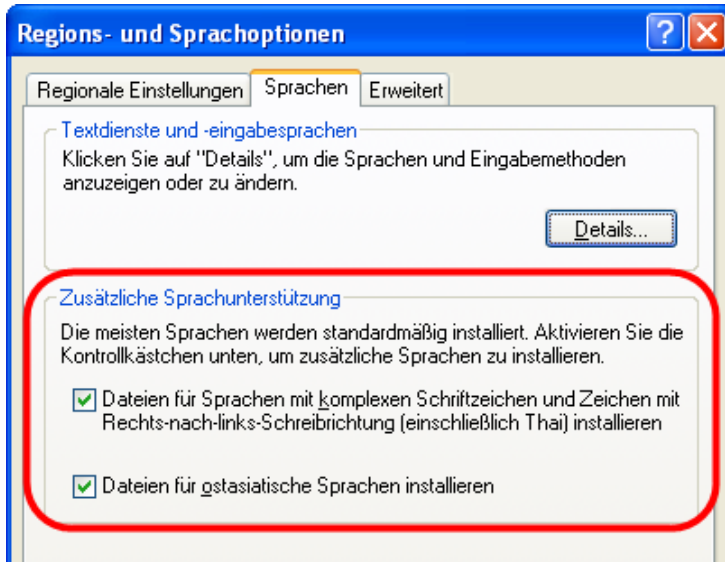 Regions- und Sprachoptionen
?
Regionale Einstellungen Sprachen Erweitert
Textdienste und -eingabesprachen
Klicken Sie auf "Details", um die Sprachen und Eingabemethoden
anzuzeigen oder zu ändern.
Details...
Zusätzliche Sprachunterstützung
Die meisten Sprachen werden standardmäßig installiert. Aktivieren Sie die
Kontrollkästchen unten, um zusätzliche Sprachen zu installieren.
Dateien für Sprachen mit komplexen Schriftzeichen und Zeichen mit
Rechts-nach-links-Schreibrichtung (einschließlich Thai) installieren
Dateien für ostasiatische Sprachen installieren